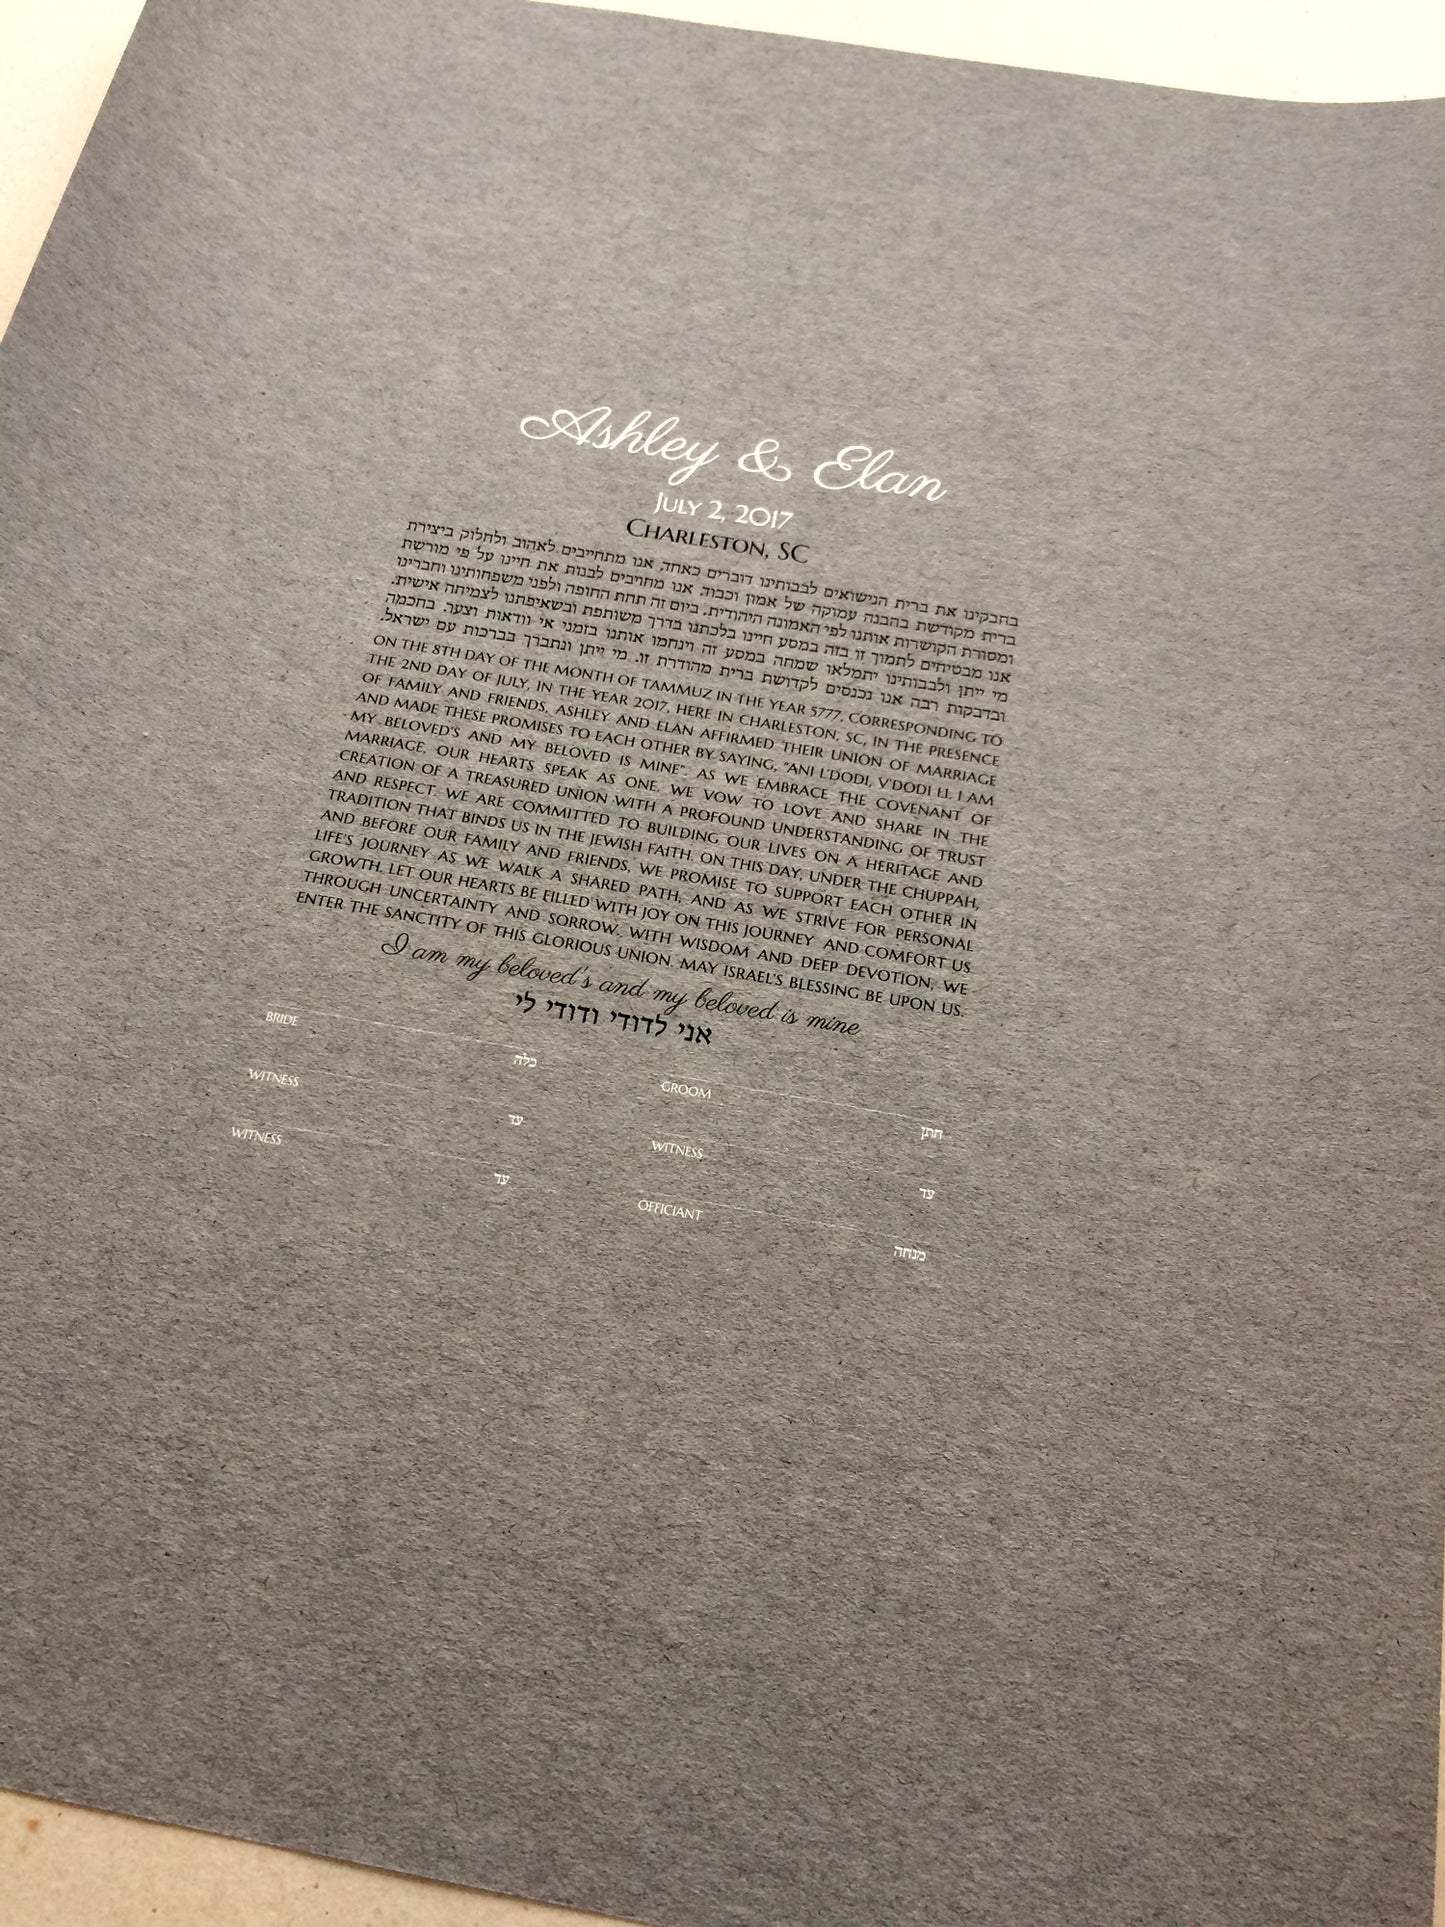 Ashley & Elan
July 2, 2017
Charleston, SC
בחבקינו את ברית הנישואים לבבותינו דוברים כאחד, אנו מתחייבים לאהוב ולחלוק ביצירת
ברית מקודשת בהבנה עמוקה של אמון וכבוד, אנו מחויבים לבנות את חיינו על פי מורשת
ומסורת הקושרות אותנו לפי האמונה היהודית. ביום זה תחת החופה ולפני משפחותינו וחברינו
אנו מבטיחים לתמוך זו בזה במסע חיינו בלכתנו בדרך משותפת ובשאיפתנו לצמיחה אישית.
מי ייתן ולבבותינו יתמלאו שמחה במסע זה וינחמו אותנו בזמני אי וודאות וצער. בחכמה
ובדבקות רבה אנו נכנסים לקדושת ברית מהודרת זו. מי ייתן ונתברך בברכות עם ישראל.
ON THE 8TH DAY OF THE MONTH OF TAMMUZ IN THE YEAR 5777, CORRESPONDING TO
THE 2ND DAY OF JULY, IN THE YEAR 2017, HERE IN CHARLESTON, SC, IN THE PRESENCE
OF FAMILY AND FRIENDS, ASHLEY AND ELAN AFFIRMED THEIR UNION OF MARRIAGE
AND MADE THESE PROMISES TO EACH OTHER BY SAYING, "ANI L'DODI, V'DODI LI. I AM
MY BELOVED'S AND MY BELOVED IS MINE". AS WE EMBRACE THE COVENANT OF
MARRIAGE, OUR HEARTS SPEAK AS ONE. WE VOW TO LOVE AND SHARE IN THE
CREATION OF A TREASURED UNION WITH A PROFOUND UNDERSTANDING OF TRUST
AND RESPECT. WE ARE COMMITTED TO BUILDING OUR LIVES ON A HERITAGE AND
TRADITION THAT BINDS US IN THE JEWISH FAITH. ON THIS DAY, UNDER THE CHUPPAH,
AND BEFORE OUR FAMILY AND FRIENDS, WE PROMISE TO SUPPORT EACH OTHER IN
LIFE'S JOURNEY AS WE WALK A SHARED PATH, AND AS WE STRIVE FOR PERSONAL
GROWTH. LET OUR HEARTS BE FILLED WITH JOY ON THIS JOURNEY AND COMFORT US
THROUGH UNCERTAINTY AND SORROW. WITH WISDOM AND DEEP DEVOTION, WE
ENTER THE SANCTITY OF THIS GLORIOUS UNION. MAY ISRAEL'S BLESSING BE UPON US.
I am my beloved's and my beloved is mine
אני לדודי ודודי לי
BRIDE כלה
GROOM חתן
WITNESS עד
WITNESS עד
WITNESS עד
OFFICIANT מנחה